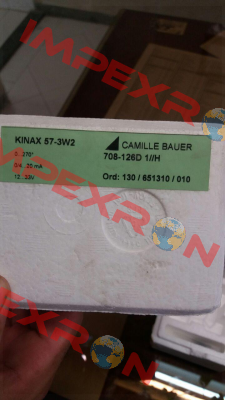 KINAX 57-3W2
CAMILLE BAUER
708-126D 1//H
0...270°
0/4...20 mA
12...33V
Ord: 130 / 651310 / 010
IMPEXRON
IMPEXRON